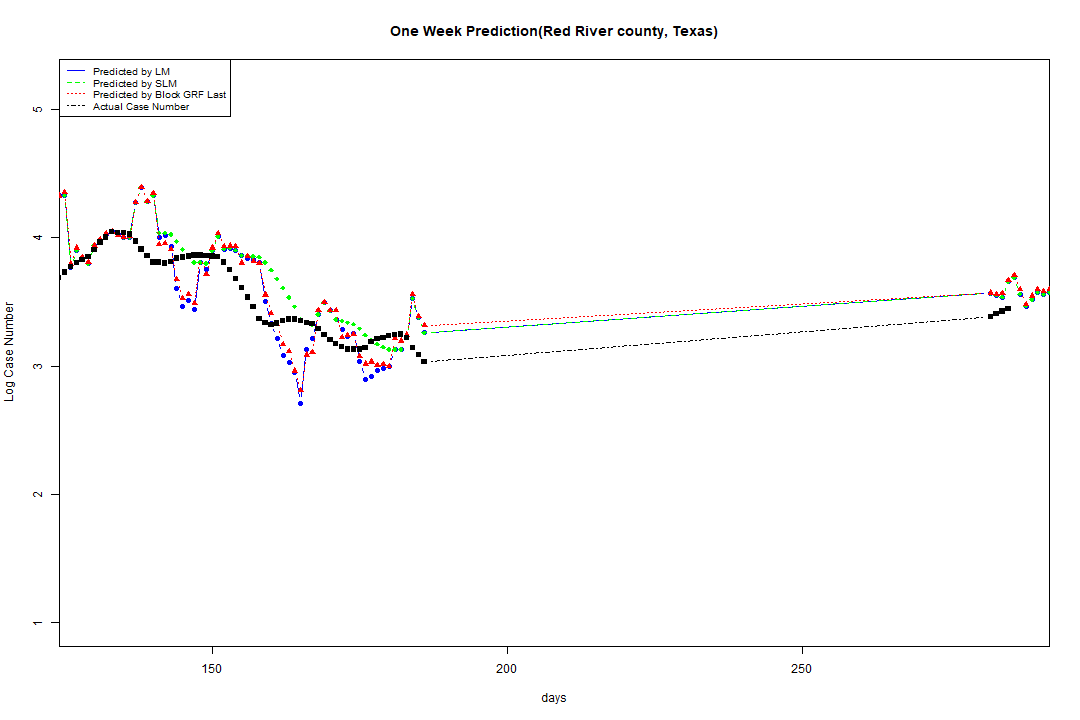 One Week Prediction(Red River county, Texas)
Predicted by LM
Predicted by SLM
Predicted by Block GRF Last
Actual Case Number
5
4
3
2
1
Log Case Number
150 200 250
days